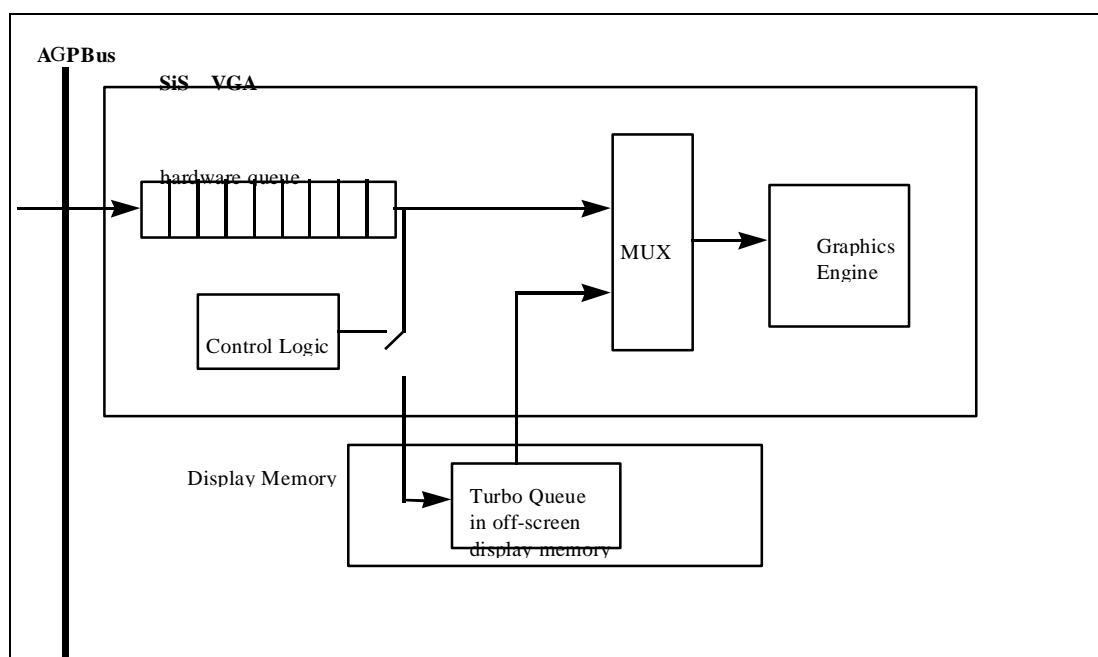 AGPBus
SiS VGA
hardware queue
MUX
Graphics
Engine
Control Logic
Display Memory
Turbo Queue
in off-screen
display memory